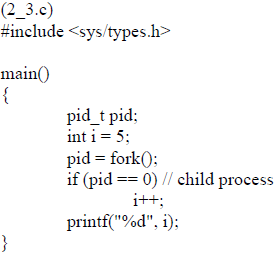 (2_3.c)
#include <sys/types.h>
main()
{
pid_t pid;
int i = 5;
pid = fork();
if (pid == 0) // child process
i++;
printf("%d", i);
}